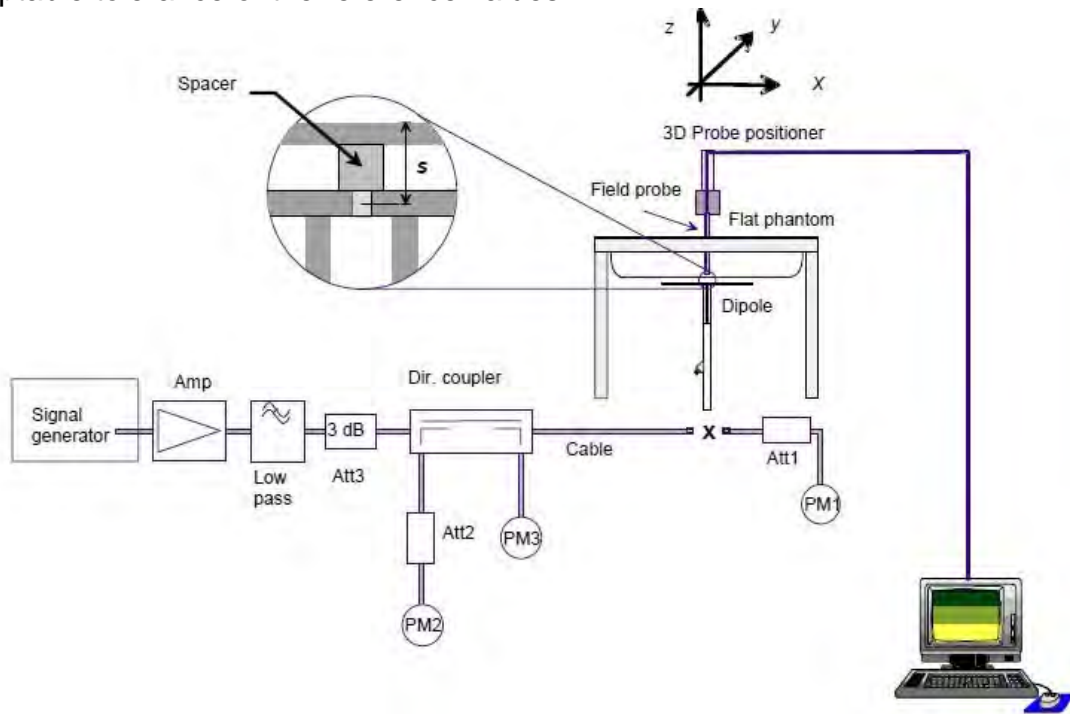 z
y
X
Spacer
s
3D Probe positioner
Field probe
Flat phantom
Dipole
Dir. coupler
Amp
Signal
generator
3 dB
Low
pass
Att3
Cable
X
Att1
PM1
Att2
PM3
PM2